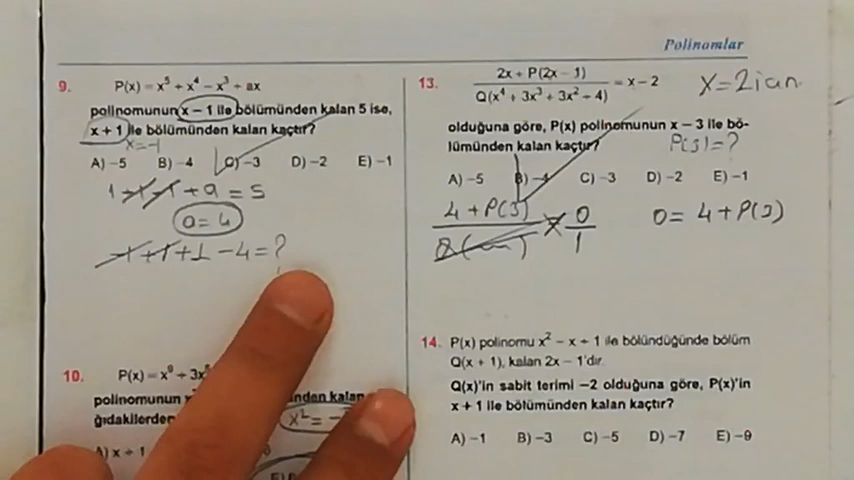 Polinomlar
9. P(x) = x⁵ + x⁴ − x³ + ax
polinomunun x − 1 ile bölümünden kalan 5 ise,
x + 1 ile bölümünden kalan kaçtır?
x=-1
A) −5 B) −4 C) −3 D) −2 E) −1
1+1-1+a=5
a=4
-1+1+1-4=?
10. P(x) = x⁹ + 3x
polinomunun
nden kalan
ğıdakilerden
x²=-
A) x + 1
13. 2x + P(2x − 1) / Q(x⁴ + 3x³ + 3x² + 4) = x − 2
x=2 için
olduğuna göre, P(x) polinomunun x − 3 ile bö-
lümünden kalan kaçtır?
P(3)=?
A) −5 B) −4 C) −3 D) −2 E) −1
4+P(3) 0 / 1
0=4+P(3)
14. P(x) polinomu x² − x + 1 ile bölündüğünde bölüm
Q(x + 1), kalan 2x − 1'dir.
Q(x)'in sabit terimi −2 olduğuna göre, P(x)'in
x + 1 ile bölümünden kalan kaçtır?
A) −1 B) −3 C) −5 D) −7 E) −9